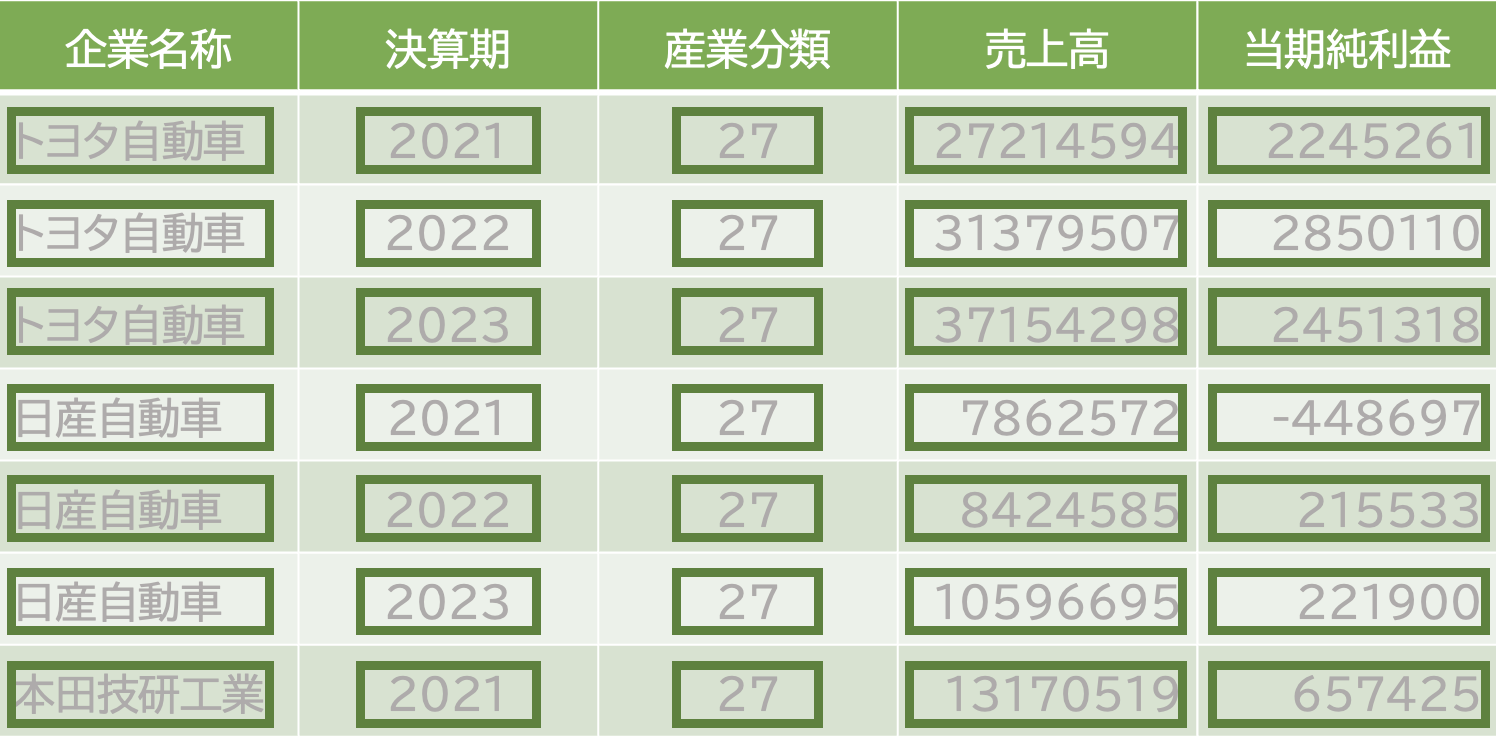 企業名称 決算期 産業分類 売上高 当期純利益
トヨタ自動車 2021 27 27214594 2245261
トヨタ自動車 2022 27 31379507 2850110
トヨタ自動車 2023 27 37154298 2451318
日産自動車 2021 27 7862572 -448697
日産自動車 2022 27 8424585 215533
日産自動車 2023 27 10596695 221900
本田技研工業 2021 27 13170519 657425